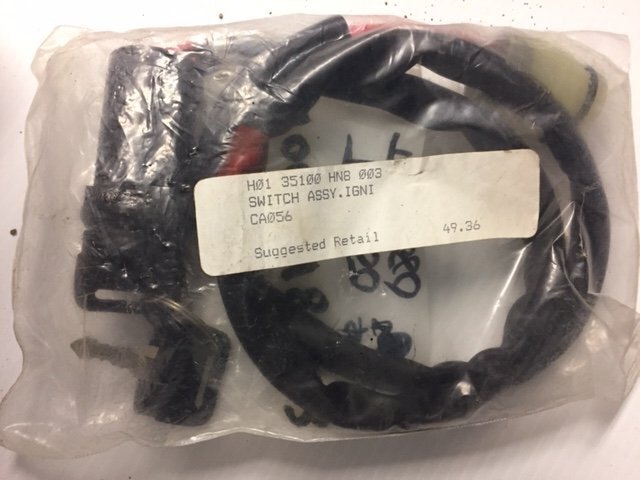 H01 35100 HN8 003
SWITCH ASSY.IGNI
CA056
Suggested Retail 49.36